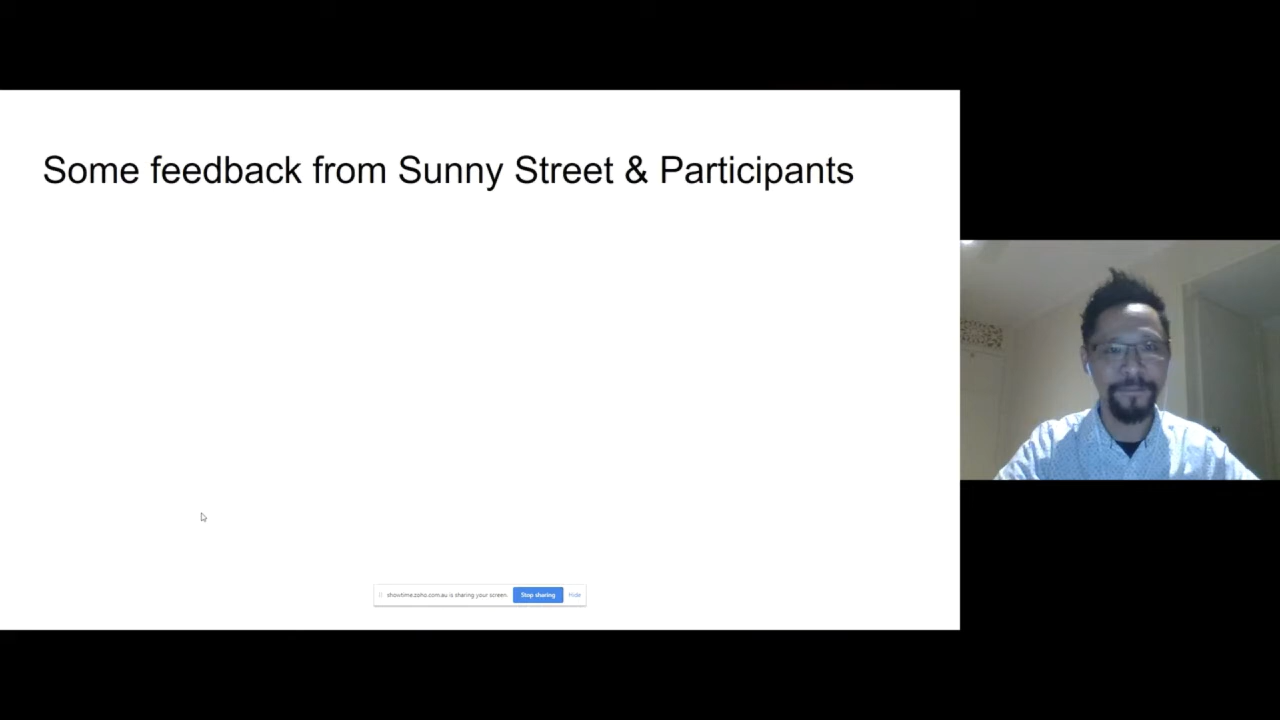 Some feedback from Sunny Street & Participants
showtime.zoho.com.au is sharing your screen. Stop sharing Hide